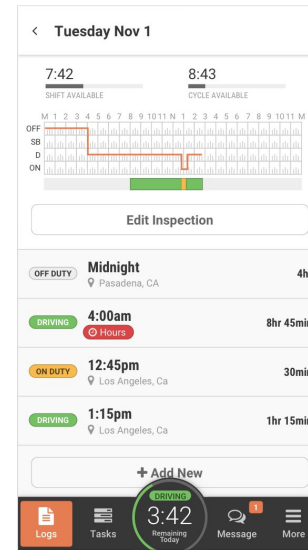 < Tuesday Nov 1
7:42 8:43
SHIFT AVAILABLE CYCLE AVAILABLE
M 1 2 3 4 5 6 7 8 9 10 11 N 1 2 3 4 5 6 7 8 9 10 11 M
OFF
SB
D
ON
Edit Inspection
OFF DUTY Midnight 4h
Pasadena, CA
DRIVING 4:00am 8hr 45min
Hours
ON DUTY 12:45pm 30min
Los Angeles, Ca
DRIVING 1:15pm 1hr 15min
Los Angeles, Ca
+ Add New
DRIVING
3:42
Remaining
Today
1
Logs Tasks Message More